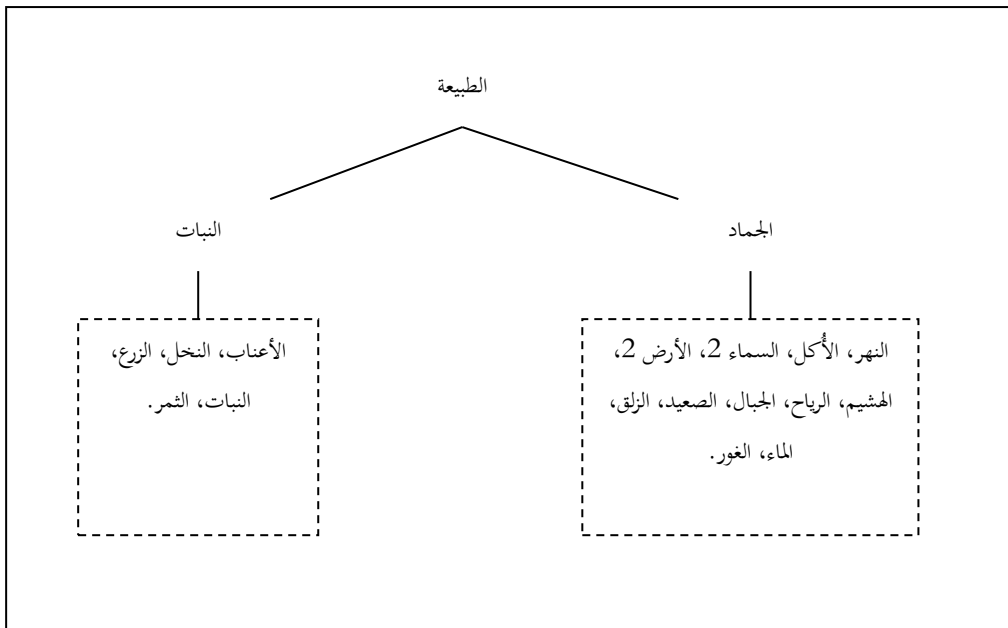 الطبيعة
الجماد
النبات
النهر، الأُكل، السماء 2، الأرض 2،
الهشيم، الرياح، الجبال، الصعيد، الزلق،
الماء، الغور.
الأعناب، النخل، الزرع،
النبات، الثمر.